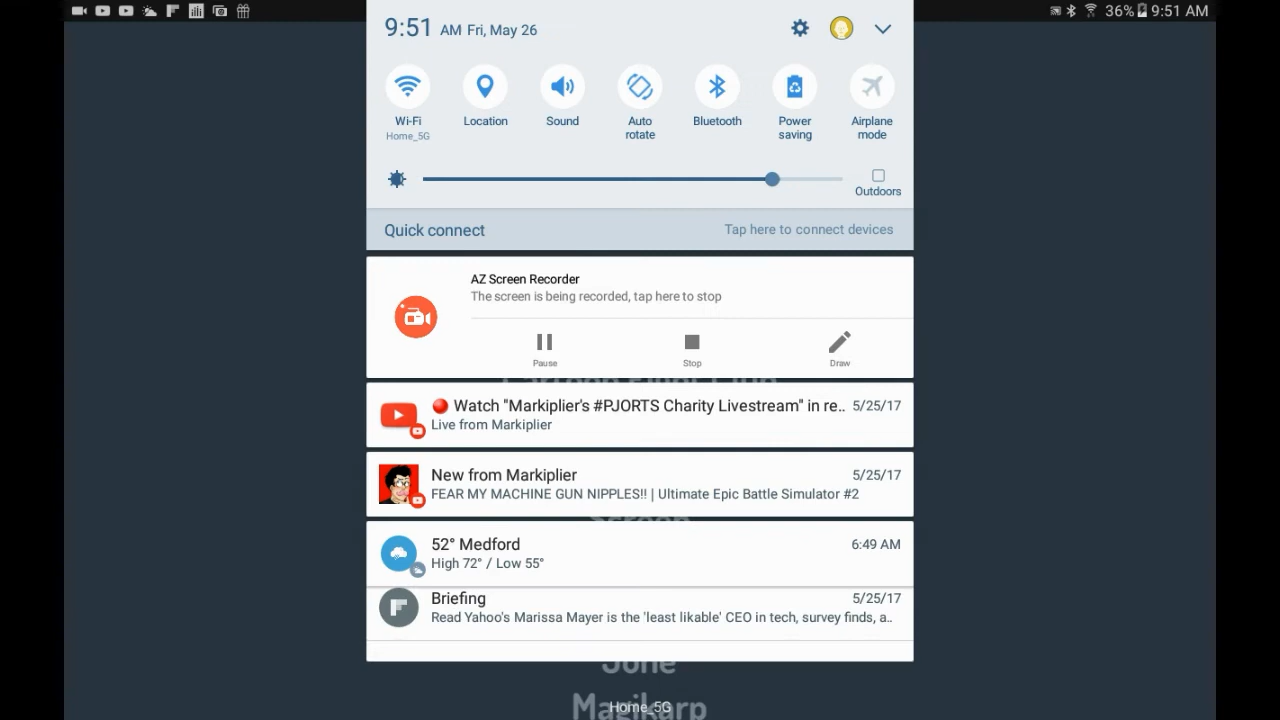 36% 9:51 AM
9:51 AM Fri, May 26
Wi-Fi
Home_5G
Location
Sound
Auto
rotate
Bluetooth
Power
saving
Airplane
mode
Outdoors
Quick connect
Tap here to connect devices
AZ Screen Recorder
The screen is being recorded, tap here to stop
Pause
Stop
Draw
Watch "Markiplier's #PJORTS Charity Livestream" in re.. 5/25/17
Live from Markiplier
New from Markiplier 5/25/17
FEAR MY MACHINE GUN NIPPLES!! | Ultimate Epic Battle Simulator #2
Screen
52° Medford 6:49 AM
High 72° / Low 55°
Briefing 5/25/17
Read Yahoo's Marissa Mayer is the 'least likable' CEO in tech, survey finds, a..
Magikarp
Home_5G